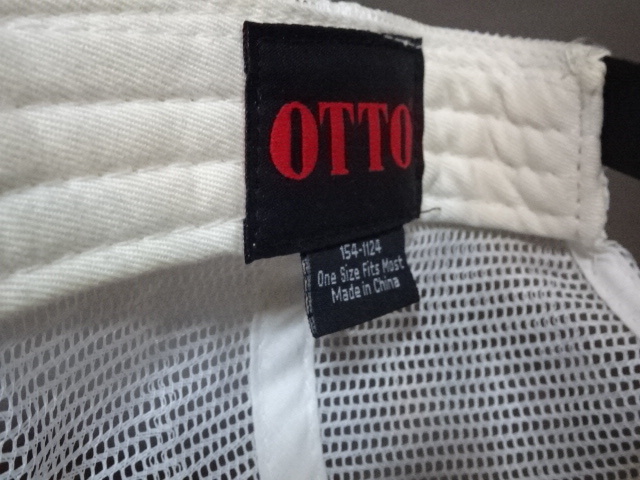 OTTO
154-1124
One Size Fits Most
Made in China